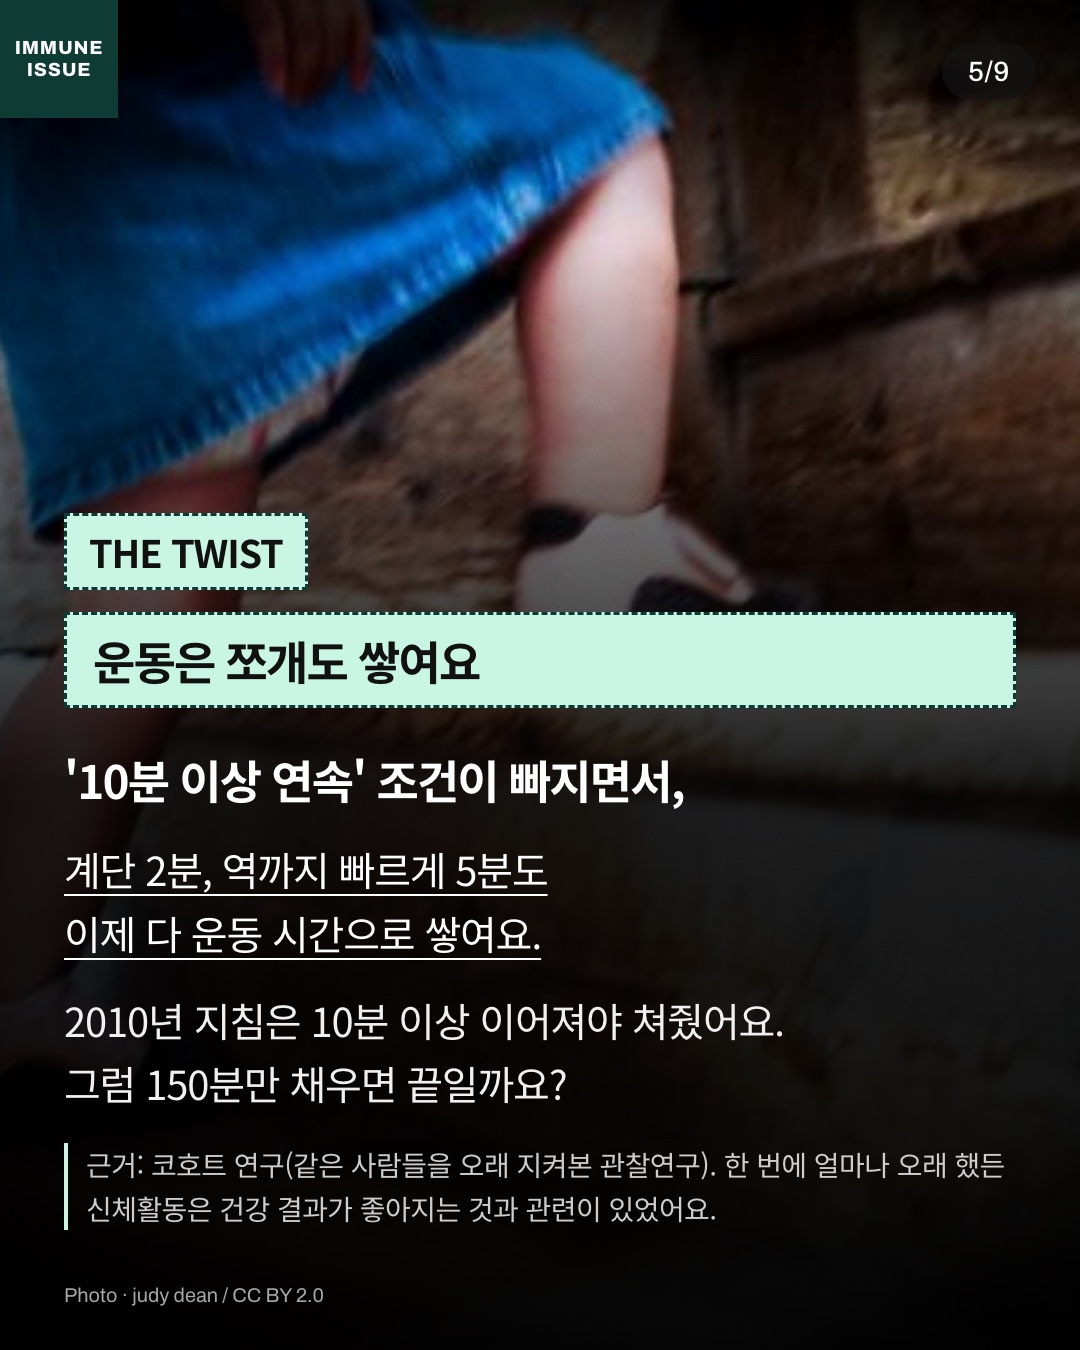 IMMUNE
ISSUE
5/9
THE TWIST
운동은 쪼개도 쌓여요
'10분 이상 연속' 조건이 빠지면서,
계단 2분, 역까지 빠르게 5분도
이제 다 운동 시간으로 쌓여요.
2010년 지침은 10분 이상 이어져야 쳐줬어요.
그럼 150분만 채우면 끝일까요?
근거: 코호트 연구(같은 사람들을 오래 지켜본 관찰연구). 한 번에 얼마나 오래 했든
신체활동은 건강 결과가 좋아지는 것과 관련이 있었어요.
Photo · judy dean / CC BY 2.0